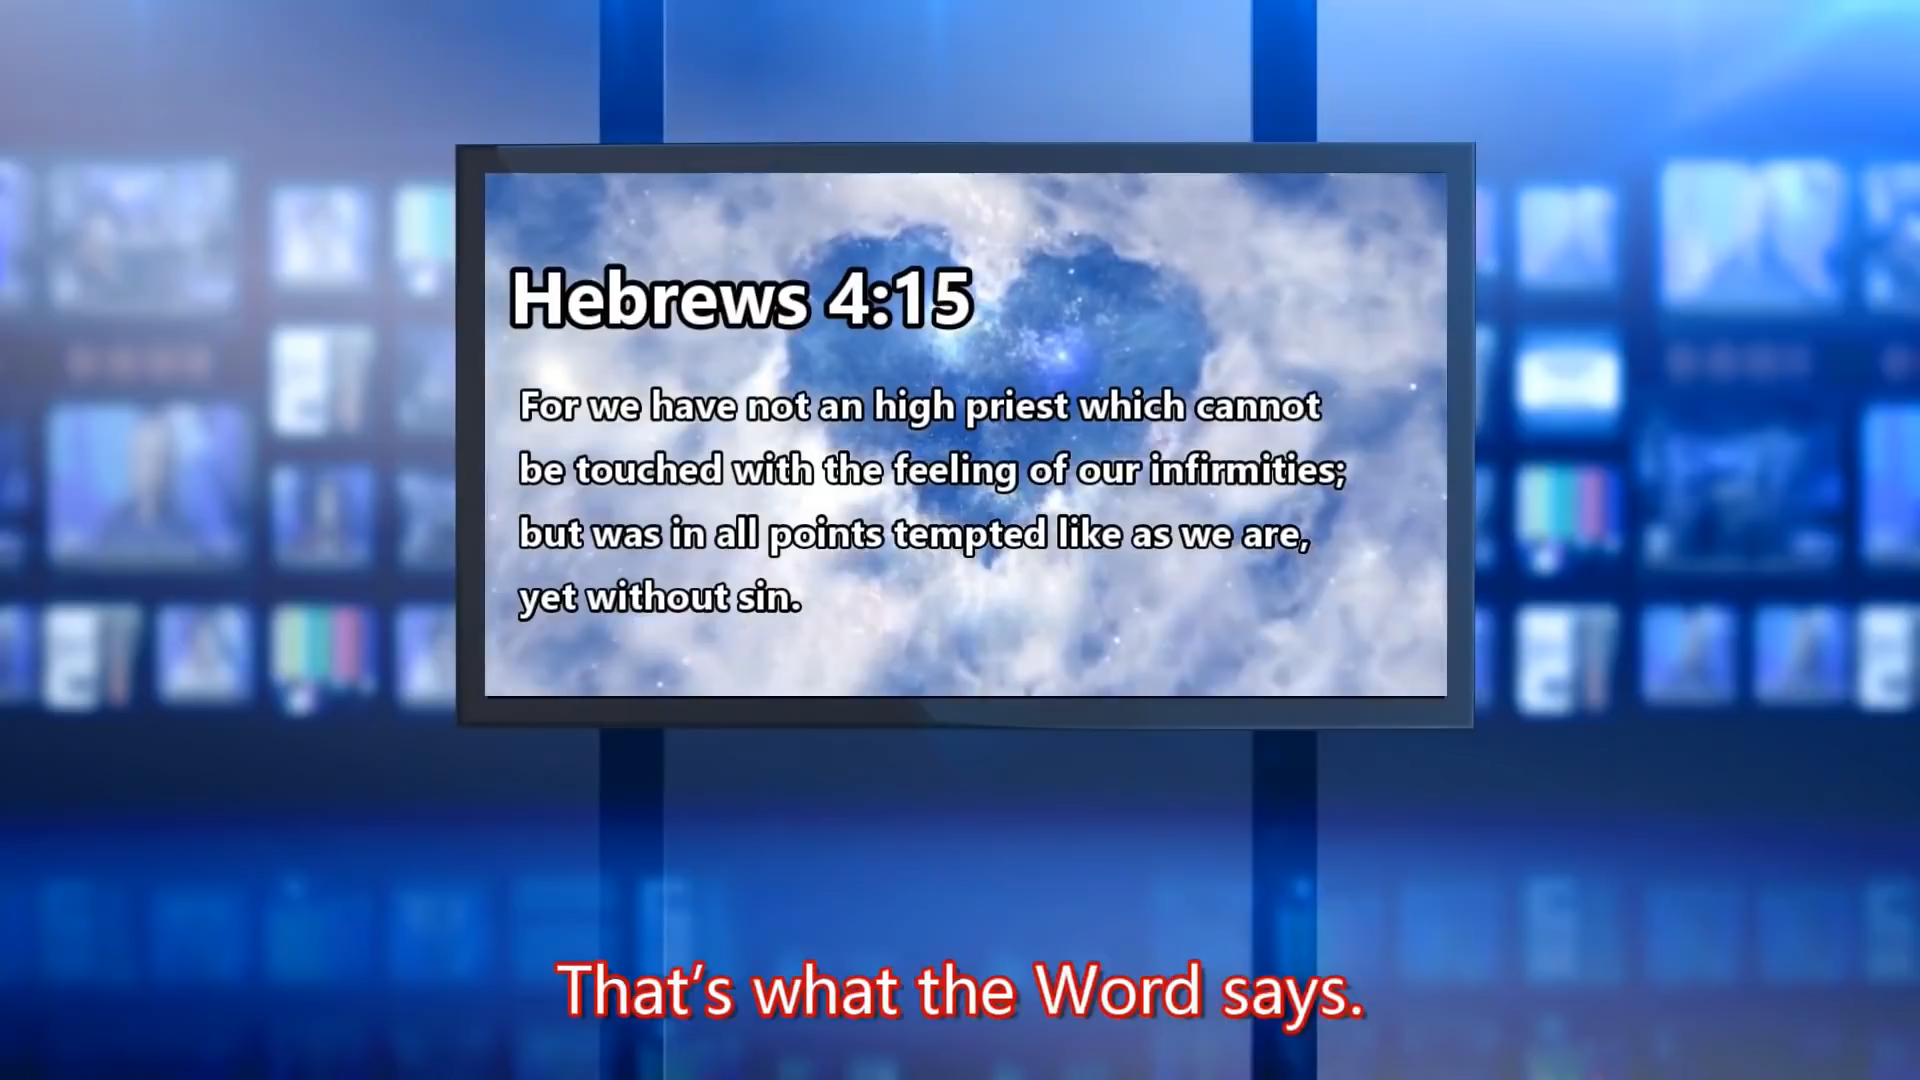 Hebrews 4:15
For we have not an high priest which cannot
be touched with the feeling of our infirmities;
but was in all points tempted like as we are,
yet without sin.
That’s what the Word says.